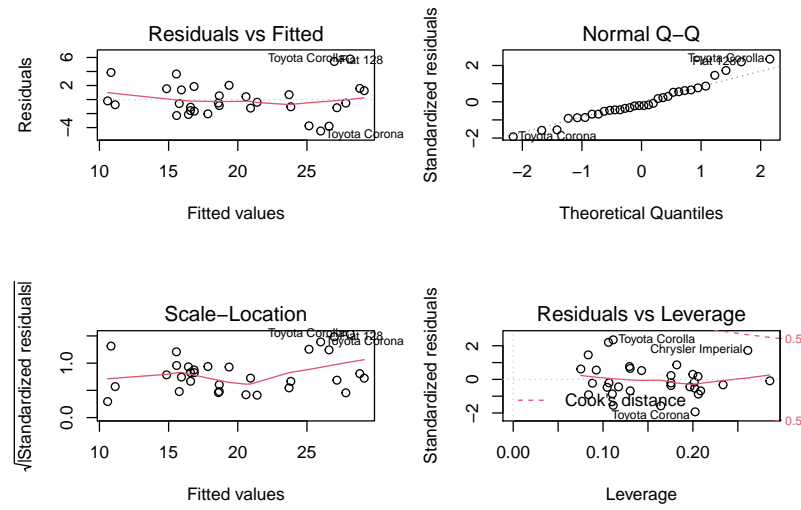 Residuals vs Fitted
Residuals
6
2
−4
Toyota Corolla
Fiat 128
Toyota Corona
10
15
20
25
Fitted values
Normal Q−Q
Standardized residuals
2
0
−2
Toyota Corolla
Fiat 128
Toyota Corona
−2
−1
0
1
2
Theoretical Quantiles
Scale−Location
√|Standardized residuals|
1.0
0.0
Toyota Corolla
Fiat 128
Toyota Corona
10
15
20
25
Fitted values
Residuals vs Leverage
Standardized residuals
2
0
−2
Toyota Corolla
Chrysler Imperial
Toyota Corona
Cook's distance
0.5
0.5
0.00
0.10
0.20
Leverage